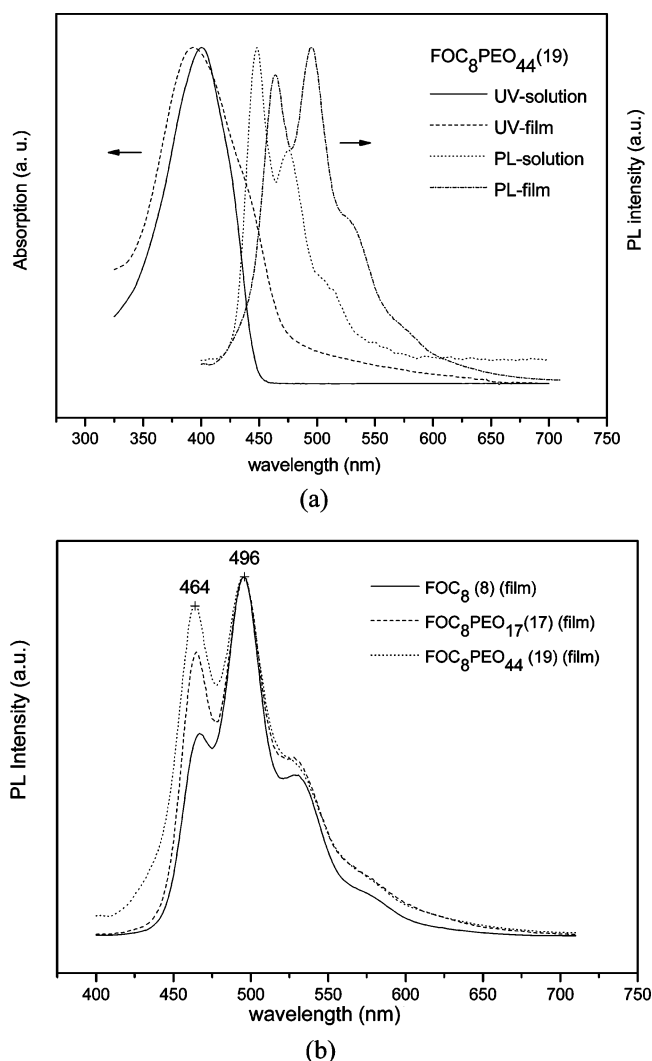 FOC8PEO44(19)
UV-solution
UV-film
PL-solution
PL-film
Absorption (a. u.)
PL intensity (a.u.)
300 350 400 450 500 550 600 650 700 750
wavelength (nm)
(a)
464
496
FOC8 (8) (film)
FOC8PEO17(17) (film)
FOC8PEO44 (19) (film)
PL Intensity (a.u.)
400 450 500 550 600 650 700 750
wavelength (nm)
(b)